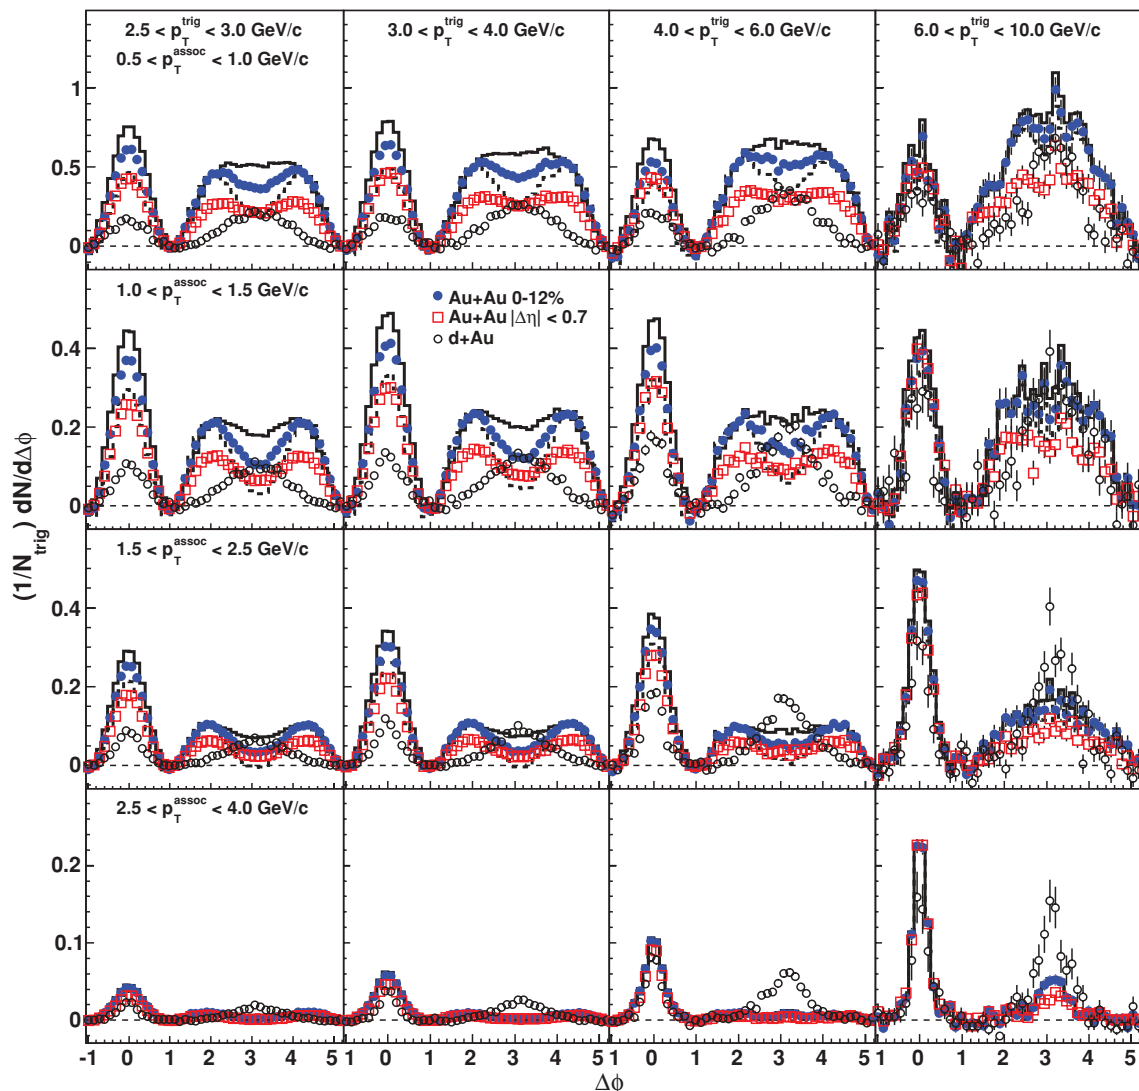 2.5 < p_T^trig < 3.0 GeV/c
3.0 < p_T^trig < 4.0 GeV/c
4.0 < p_T^trig < 6.0 GeV/c
6.0 < p_T^trig < 10.0 GeV/c
0.5 < p_T^assoc < 1.0 GeV/c
1
0.5
0
1.0 < p_T^assoc < 1.5 GeV/c
Au+Au 0-12%
Au+Au |Δη| < 0.7
d+Au
0.4
0.2
0
(1/N_trig) dN/dΔϕ
1.5 < p_T^assoc < 2.5 GeV/c
0.4
0.2
0
2.5 < p_T^assoc < 4.0 GeV/c
0.2
0.1
0
-1 0 1 2 3 4 5 1 0 1 2 3 4 5 1 0 1 2 3 4 5 1 0 1 2 3 4 5
Δϕ